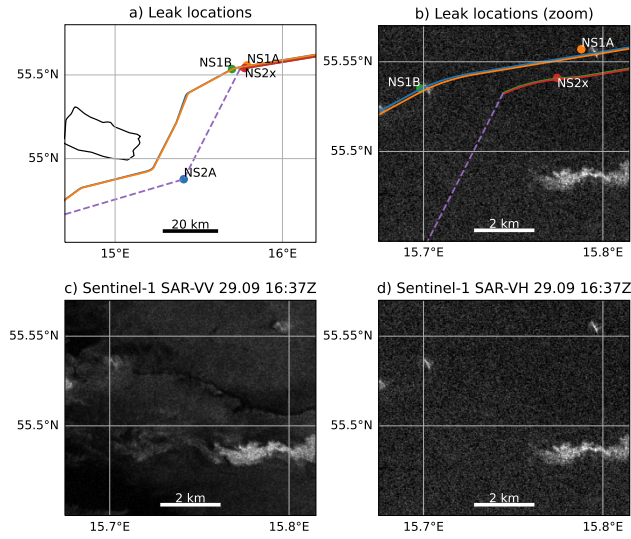 a) Leak locations
b) Leak locations (zoom)
55.5°N
55°N
NS1B
NS1A
NS2x
NS2A
20 km
15°E
16°E
55.55°N
55.5°N
NS1A
NS1B
NS2x
2 km
15.7°E
15.8°E
c) Sentinel-1 SAR-VV 29.09 16:37Z
d) Sentinel-1 SAR-VH 29.09 16:37Z
55.55°N
55.5°N
2 km
15.7°E
15.8°E
55.55°N
55.5°N
2 km
15.7°E
15.8°E